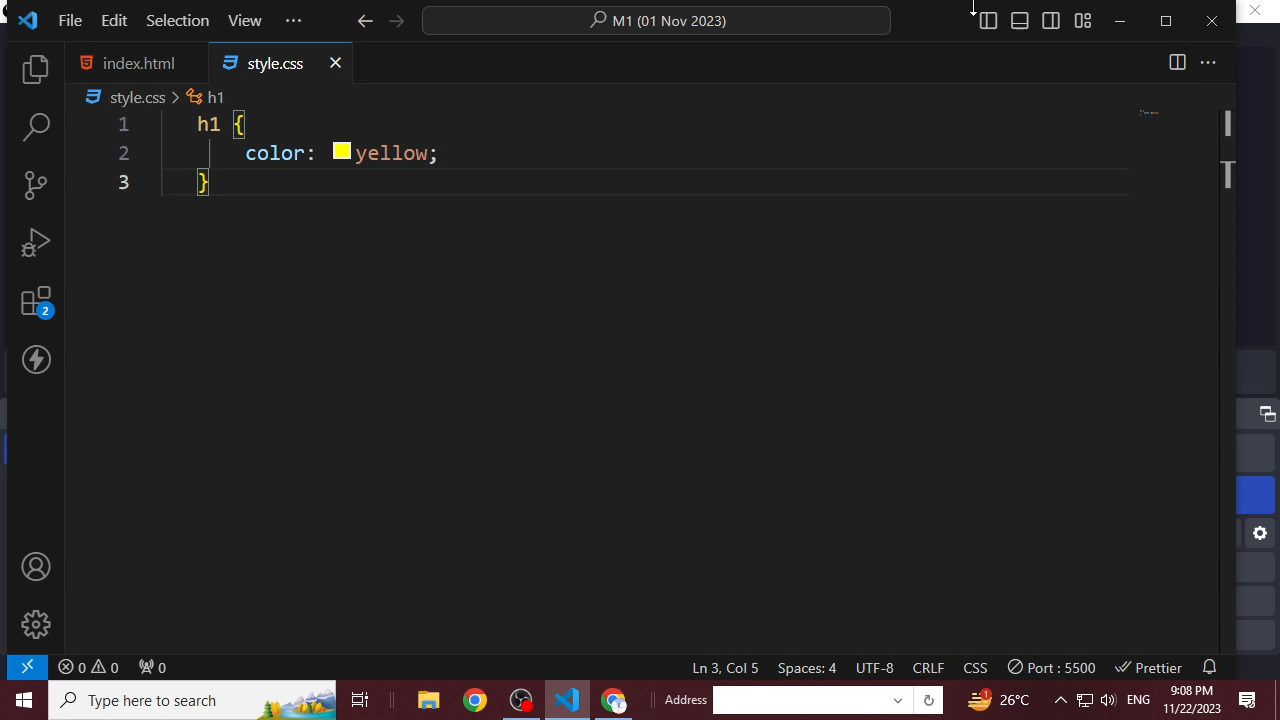 File Edit Selection View ··· M1 (01 Nov 2023)
index.html style.css
style.css > h1
1 h1 {
2 color: yellow;
3 }
2
0 0 0 Ln 3, Col 5 Spaces: 4 UTF-8 CRLF CSS Port : 5500 Prettier
Type here to search Address 1 26°C ENG 9:08 PM
11/22/2023